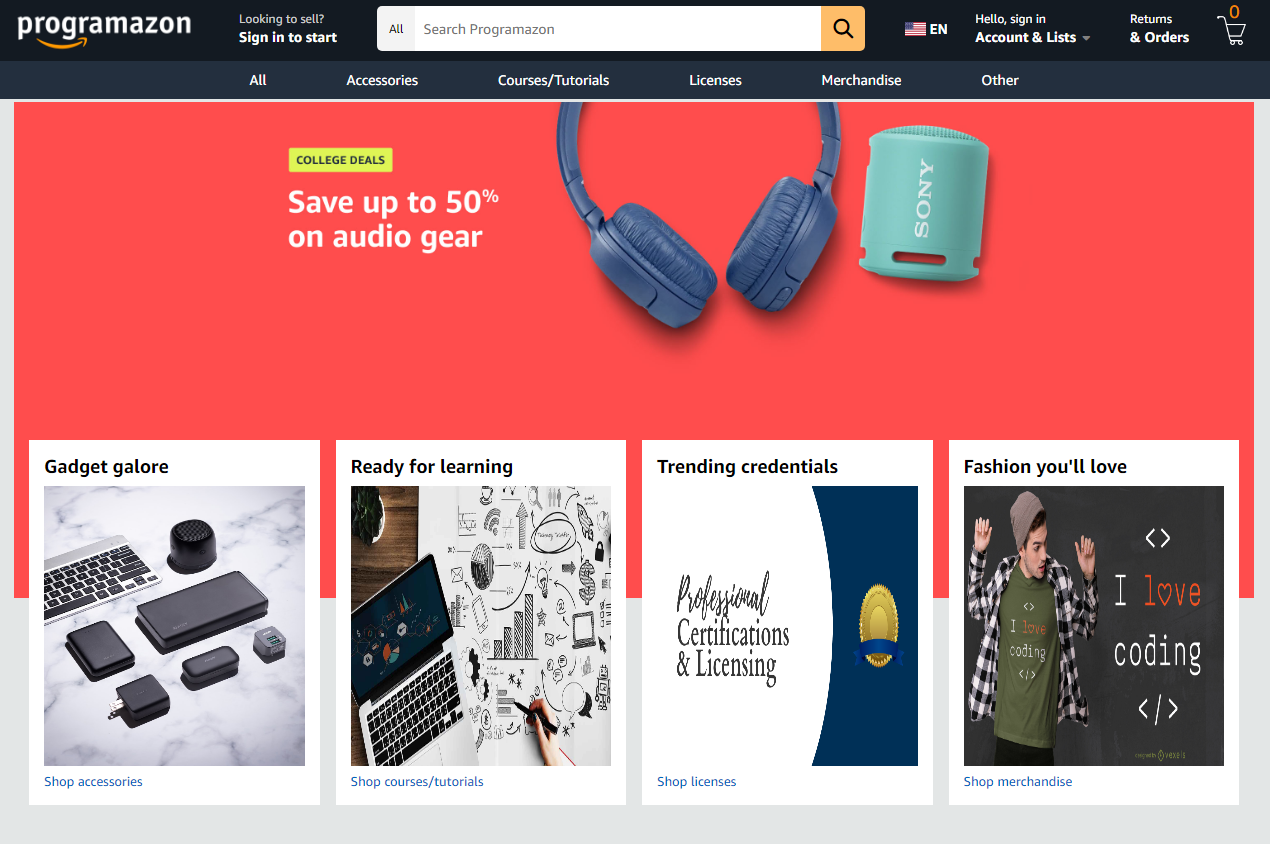 programazon
Looking to sell?
Sign in to start
All
Search Programazon
EN
Hello, sign in
Account & Lists
Returns
& Orders
0
All
Accessories
Courses/Tutorials
Licenses
Merchandise
Other
COLLEGE DEALS
Save up to 50%
on audio gear
SONY
Gadget galore
Ready for learning
Trending credentials
Fashion you'll love
Professional
Certifications
& Licensing
<>
I love
coding
</>
<>
I love
coding
</>
Shop accessories
Shop courses/tutorials
Shop licenses
Shop merchandise